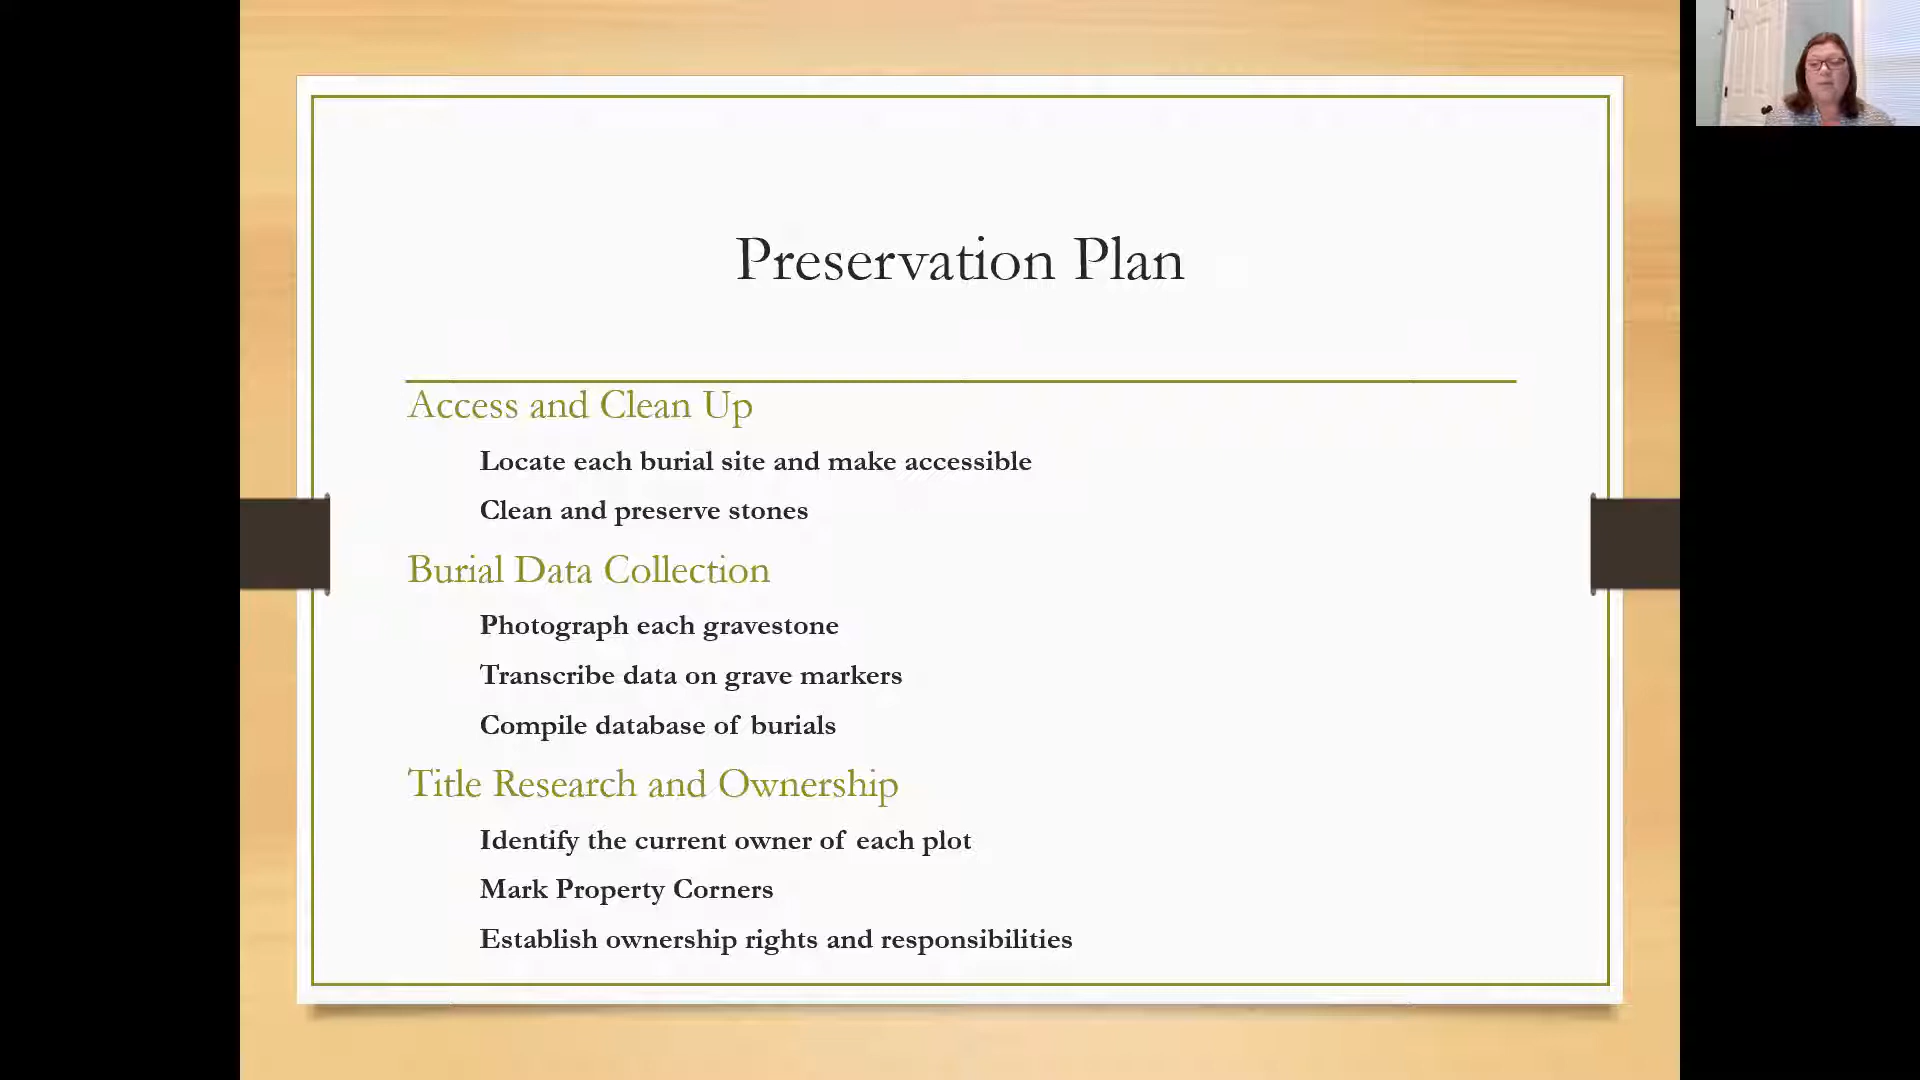 Preservation Plan
Access and Clean Up
Locate each burial site and make accessible
Clean and preserve stones
Burial Data Collection
Photograph each gravestone
Transcribe data on grave markers
Compile database of burials
Title Research and Ownership
Identify the current owner of each plot
Mark Property Corners
Establish ownership rights and responsibilities